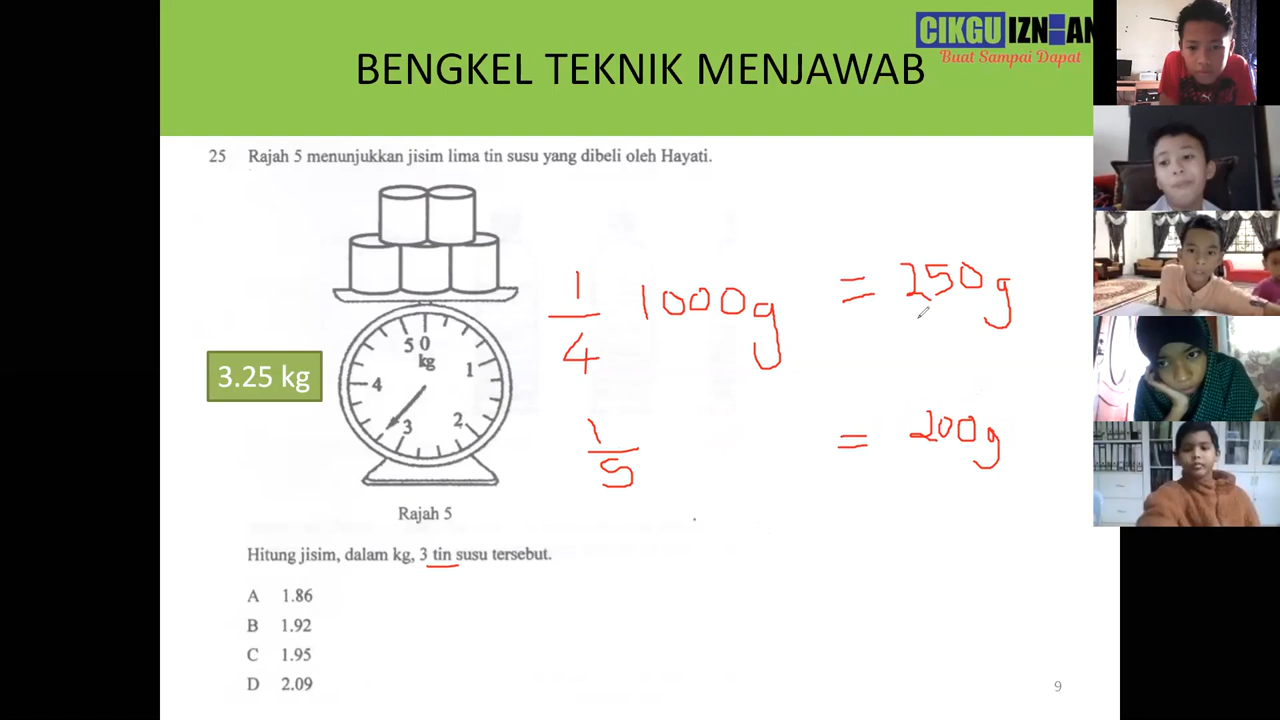 CIKGU IZN-AN
Buat Sampai Dapat
BENGKEL TEKNIK MENJAWAB
25 Rajah 5 menunjukkan jisim lima tin susu yang dibeli oleh Hayati.
5 0
kg
1
2
3
4
3.25 kg
Rajah 5
1/4 1000g = 250g
1/5 = 200g
Hitung jisim, dalam kg, 3 tin susu tersebut.
A 1.86
B 1.92
C 1.95
D 2.09
9